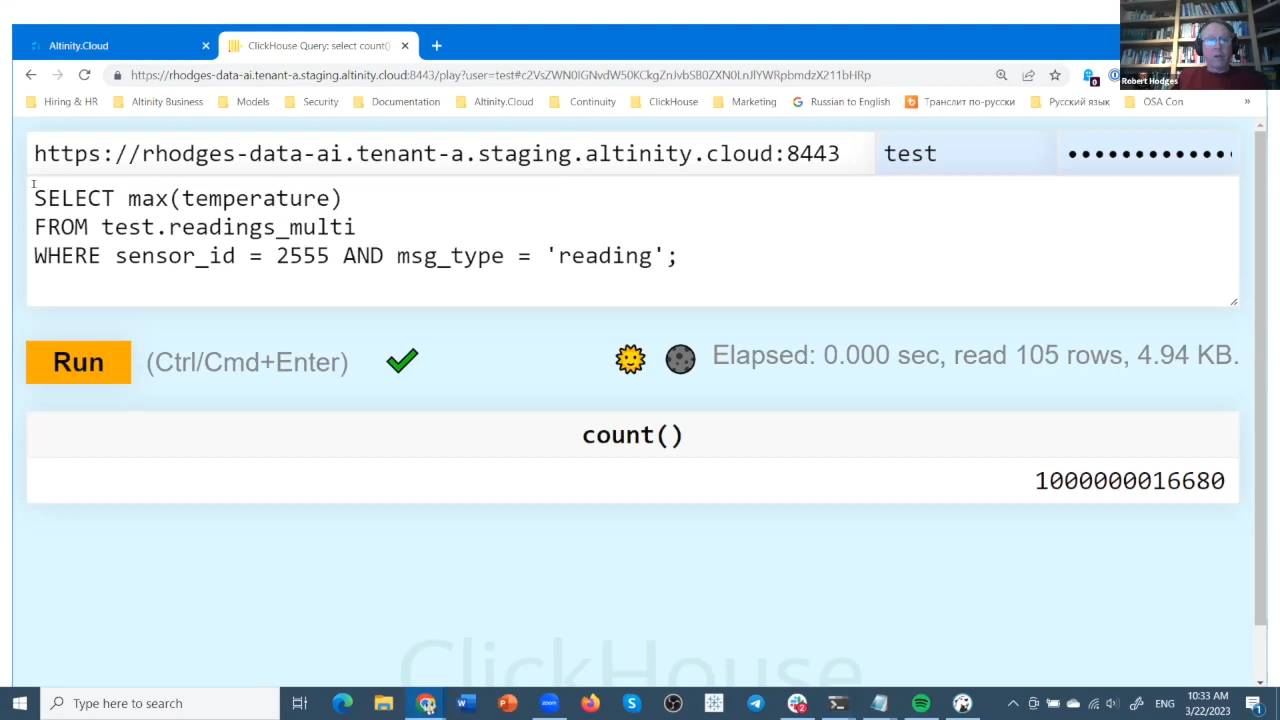 Altinity.Cloud
ClickHouse Query: select count()
https://rhodges-data-ai.tenant-a.staging.altinity.cloud:8443/play?user=test#c2VsZWN0IGNvdW50KCkgZnJvbSB0ZXN0LnJlYWRpbmdzX211bHRp
Robert Hodges
Hiring & HR
Altinity Business
Models
Security
Documentation
Altinity.Cloud
Continuity
ClickHouse
Marketing
Russian to English
Транслит по-русски
Русский язык
OSA Con
»
https://rhodges-data-ai.tenant-a.staging.altinity.cloud:8443
test
SELECT max(temperature)
FROM test.readings_multi
WHERE sensor_id = 2555 AND msg_type = 'reading';
Run
(Ctrl/Cmd+Enter)
Elapsed: 0.000 sec, read 105 rows, 4.94 KB.
count()
1000000016680
ClickHouse
Type here to search
ENG
10:33 AM
3/22/2023